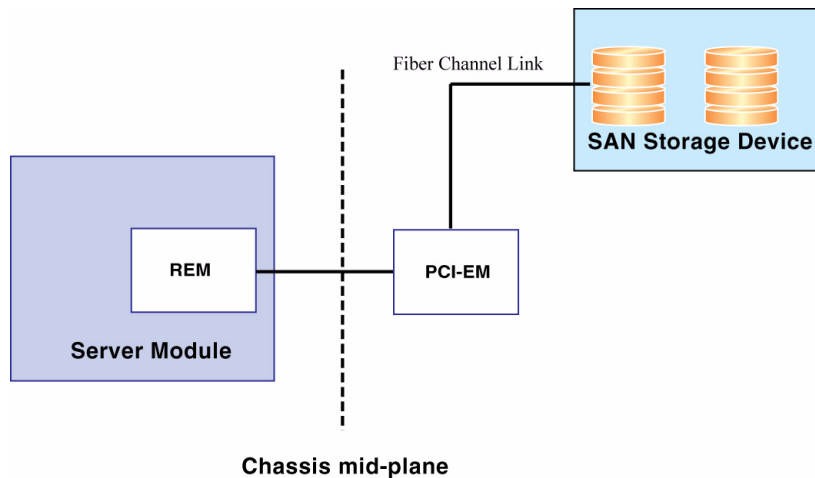 Fiber Channel Link
SAN Storage Device
REM
PCI-EM
Server Module
Chassis mid-plane